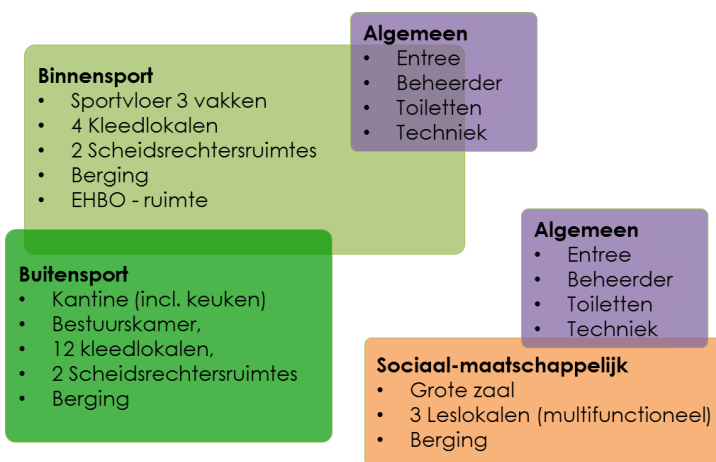 Algemeen
• Entree
• Beheerder
• Toiletten
• Techniek
Binnensport
• Sportvloer 3 vakken
• 4 Kleedlokalen
• 2 Scheidsrechtersruimtes
• Berging
• EHBO - ruimte
Algemeen
• Entree
• Beheerder
• Toiletten
• Techniek
Buitensport
• Kantine (incl. keuken)
• Bestuurskamer,
• 12 kleedlokalen,
• 2 Scheidsrechtersruimtes
• Berging
Sociaal-maatschappelijk
• Grote zaal
• 3 Leslokalen (multifunctioneel)
• Berging